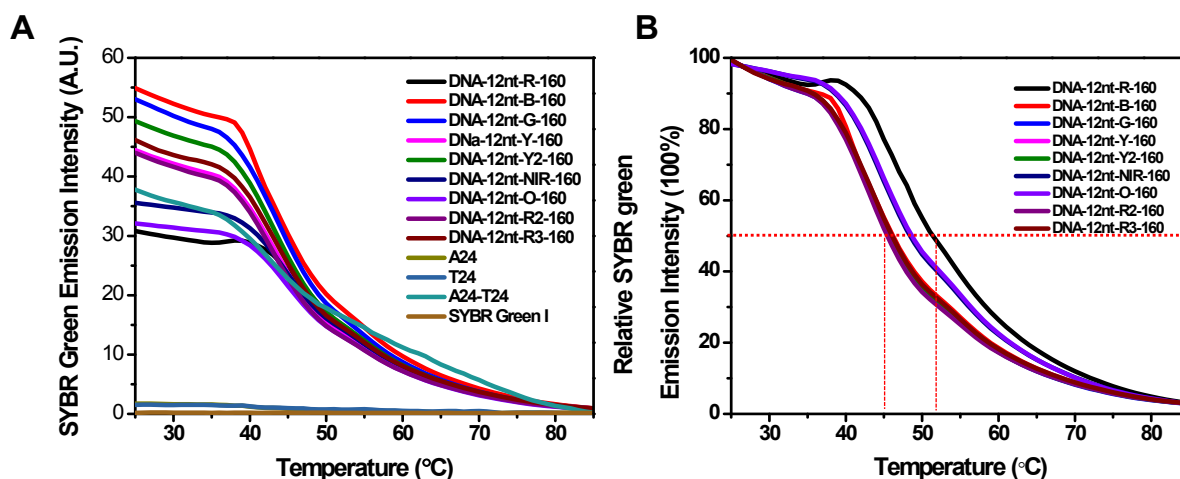 A
SYBR Green Emission Intensity (A.U.)
60
50
40
30
20
10
0
30 40 50 60 70 80
Temperature (°C)
DNA-12nt-R-160
DNA-12nt-B-160
DNA-12nt-G-160
DNa-12nt-Y-160
DNA-12nt-Y2-160
DNA-12nt-NIR-160
DNA-12nt-O-160
DNA-12nt-R2-160
DNA-12nt-R3-160
A24
T24
A24-T24
SYBR Green I
B
Relative SYBR green
Emission Intensity (100%)
100
80
60
40
20
0
30 40 50 60 70 80
Temperature (°C)
DNA-12nt-R-160
DNA-12nt-B-160
DNA-12nt-G-160
DNA-12nt-Y-160
DNA-12nt-Y2-160
DNA-12nt-NIR-160
DNA-12nt-O-160
DNA-12nt-R2-160
DNA-12nt-R3-160